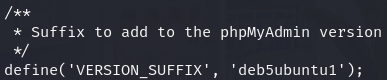 /**
 * Suffix to add to the phpMyAdmin version
 */
define('VERSION_SUFFIX', 'deb5ubuntu1');